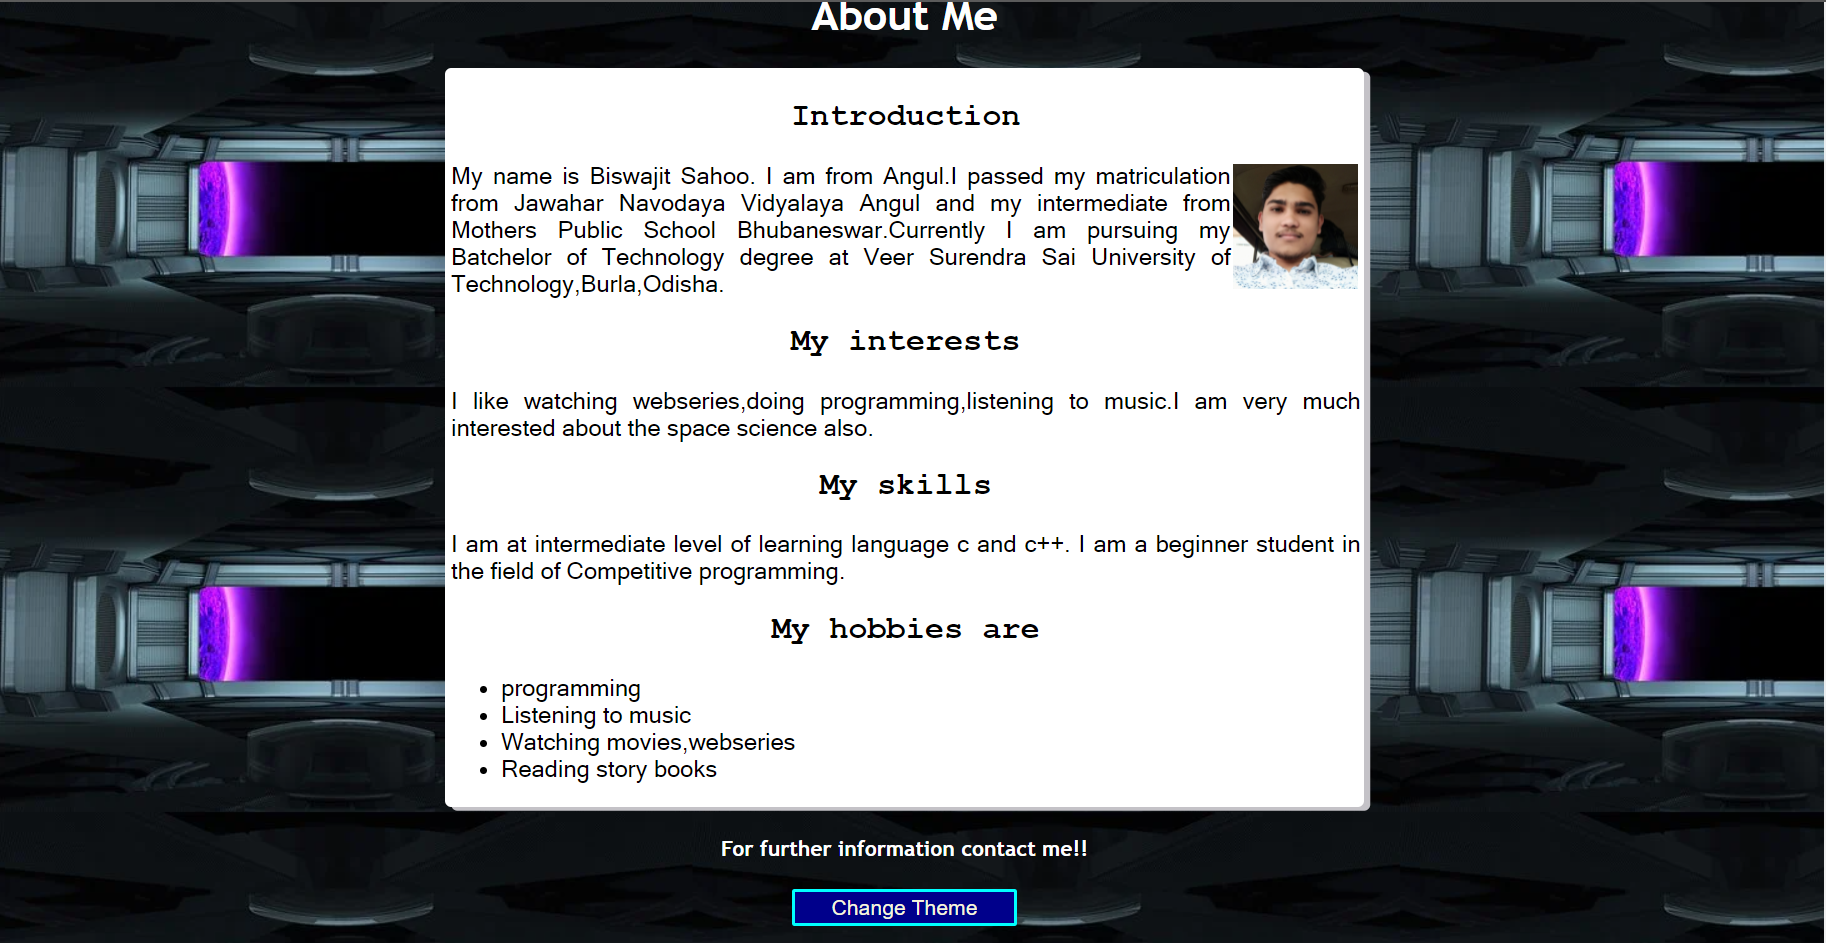 About Me
Introduction
My name is Biswajit Sahoo. I am from Angul.I passed my matriculation
from Jawahar Navodaya Vidyalaya Angul and my intermediate from
Mothers Public School Bhubaneswar.Currently I am pursuing my
Batchelor of Technology degree at Veer Surendra Sai University of
Technology,Burla,Odisha.
My interests
I like watching webseries,doing programming,listening to music.I am very much
interested about the space science also.
My skills
I am at intermediate level of learning language c and c++. I am a beginner student in
the field of Competitive programming.
My hobbies are
• programming
• Listening to music
• Watching movies,webseries
• Reading story books
For further information contact me!!
Change Theme